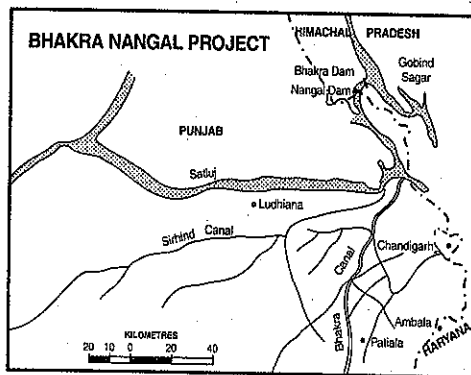 BHAKRA NANGAL PROJECT
HIMACHAL PRADESH
Bhakra Dam
Nangal Dam
Gobind
Sagar
PUNJAB
Satluj
Ludhiana
Sirhind Canal
Chandigarh
Bhakra Canal
Ambala
Patiala
HARYANA
KILOMETRES
20 10 0 20 40